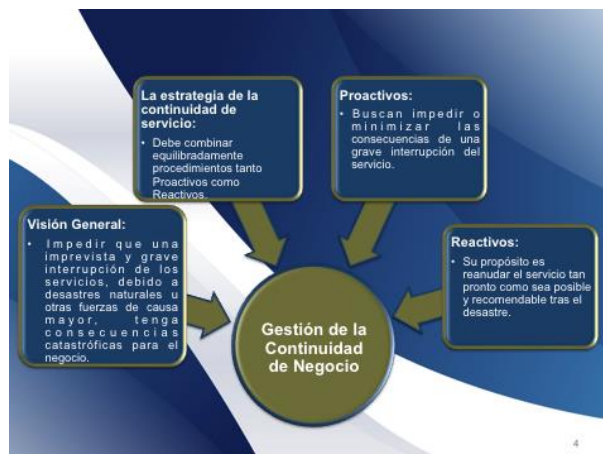 La estrategia de la
continuidad de
servicio:
• Debe combinar
equilibradamente
procedimientos tanto
Proactivos como
Reactivos.
Proactivos:
• Buscan impedir o
minimizar las
consecuencias de una
grave interrupción del
servicio.
Visión General:
• Impedir que una
imprevista y grave
interrupción de los
servicios, debido a
desastres naturales u
otras fuerzas de causa
mayor, tenga
consecuencias
catastróficas para el
negocio.
Reactivos:
• Su propósito es
reanudar el servicio tan
pronto como sea posible
y recomendable tras el
desastre.
Gestión de la
Continuidad
de Negocio
4